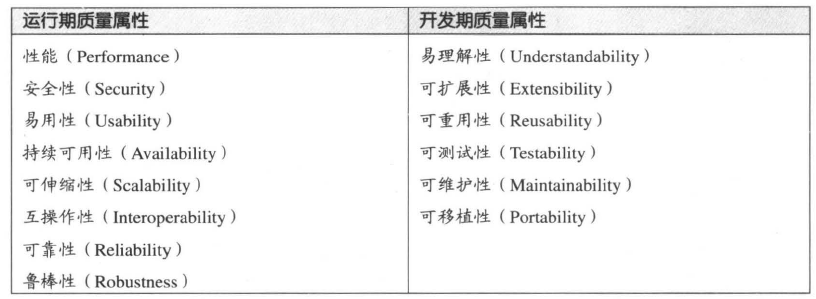 运行期质量属性 开发期质量属性
性能（Performance） 易理解性（Understandability）
安全性（Security） 可扩展性（Extensibility）
易用性（Usability） 可重用性（Reusability）
持续可用性（Availability） 可测试性（Testability）
可伸缩性（Scalability） 可维护性（Maintainability）
互操作性（Interoperability） 可移植性（Portability）
可靠性（Reliability）
鲁棒性（Robustness）